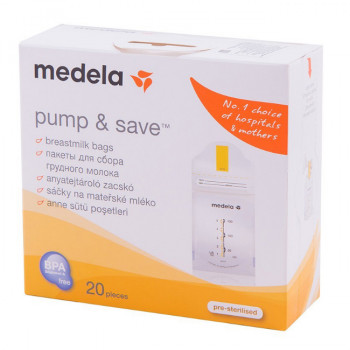 medela
pump & save™
breastmilk bags
пакеты для сбора
грудного молока
anyatejtároló zacskó
sáčky na mateřské mléko
anne sütü poşetleri
No. 1 choice
of hospitals
& mothers
medela
BPA
free
20 pieces
pre-sterilised